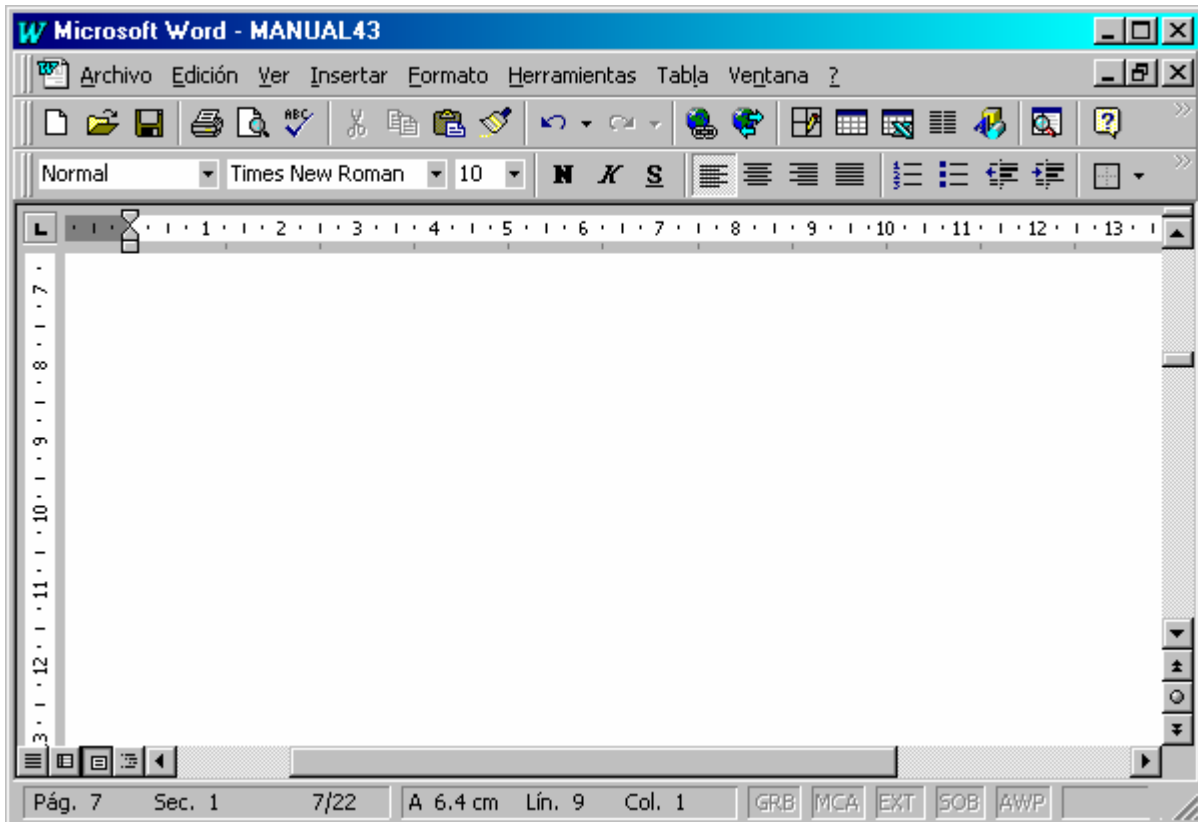 Microsoft Word - MANUAL43
Archivo Edición Ver Insertar Formato Herramientas Tabla Ventana ?
ABC
Normal Times New Roman 10 N K S
L 1 2 3 4 5 6 7 8 9 10 11 12 13
7
8
9
10
11
12
3
Pág. 7 Sec. 1 7/22 A 6.4 cm Lín. 9 Col. 1 GRB MCA EXT SOB AWP